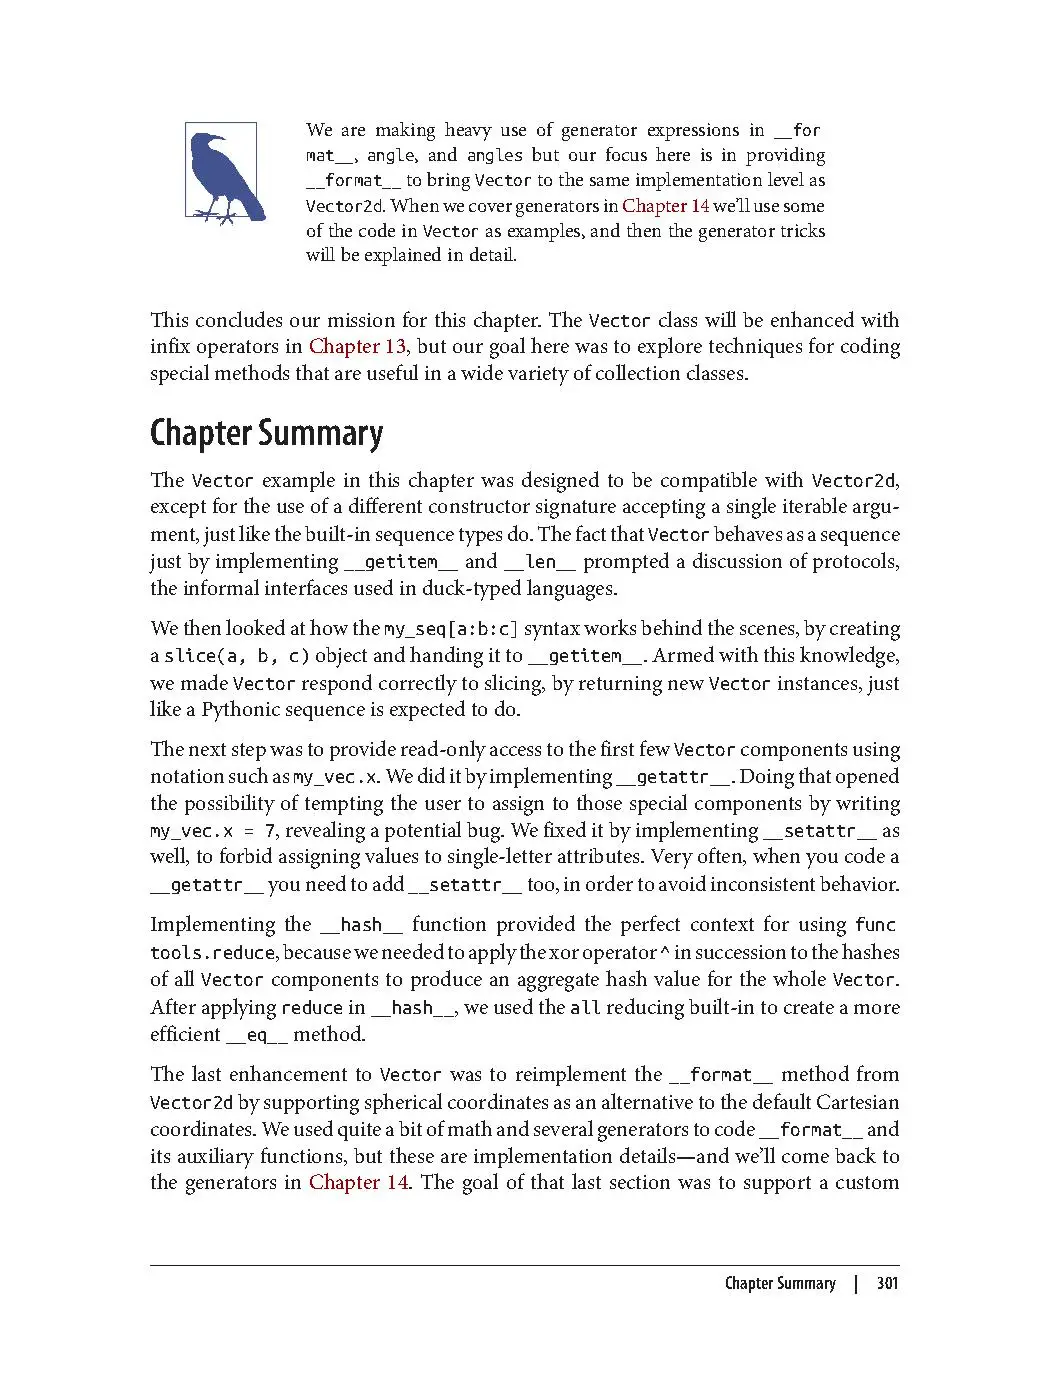 We are making heavy use of generator expressions in __for
mat__, angle, and angles but our focus here is in providing
__format__ to bring Vector to the same implementation level as
Vector2d. When we cover generators in Chapter 14 we’ll use some
of the code in Vector as examples, and then the generator tricks
will be explained in detail.
This concludes our mission for this chapter. The Vector class will be enhanced with
infix operators in Chapter 13, but our goal here was to explore techniques for coding
special methods that are useful in a wide variety of collection classes.
Chapter Summary
The Vector example in this chapter was designed to be compatible with Vector2d,
except for the use of a different constructor signature accepting a single iterable argu-
ment, just like the built-in sequence types do. The fact that Vector behaves as a sequence
just by implementing __getitem__ and __len__ prompted a discussion of protocols,
the informal interfaces used in duck-typed languages.
We then looked at how the my_seq[a:b:c] syntax works behind the scenes, by creating
a slice(a, b, c) object and handing it to __getitem__. Armed with this knowledge,
we made Vector respond correctly to slicing, by returning new Vector instances, just
like a Pythonic sequence is expected to do.
The next step was to provide read-only access to the first few Vector components using
notation such as my_vec.x. We did it by implementing __getattr__. Doing that opened
the possibility of tempting the user to assign to those special components by writing
my_vec.x = 7, revealing a potential bug. We fixed it by implementing __setattr__ as
well, to forbid assigning values to single-letter attributes. Very often, when you code a
__getattr__ you need to add __setattr__ too, in order to avoid inconsistent behavior.
Implementing the __hash__ function provided the perfect context for using func
tools.reduce, because we needed to apply the xor operator ^ in succession to the hashes
of all Vector components to produce an aggregate hash value for the whole Vector.
After applying reduce in __hash__, we used the all reducing built-in to create a more
efficient __eq__ method.
The last enhancement to Vector was to reimplement the __format__ method from
Vector2d by supporting spherical coordinates as an alternative to the default Cartesian
coordinates. We used quite a bit of math and several generators to code __format__ and
its auxiliary functions, but these are implementation details—and we’ll come back to
the generators in Chapter 14. The goal of that last section was to support a custom
Chapter Summary | 301